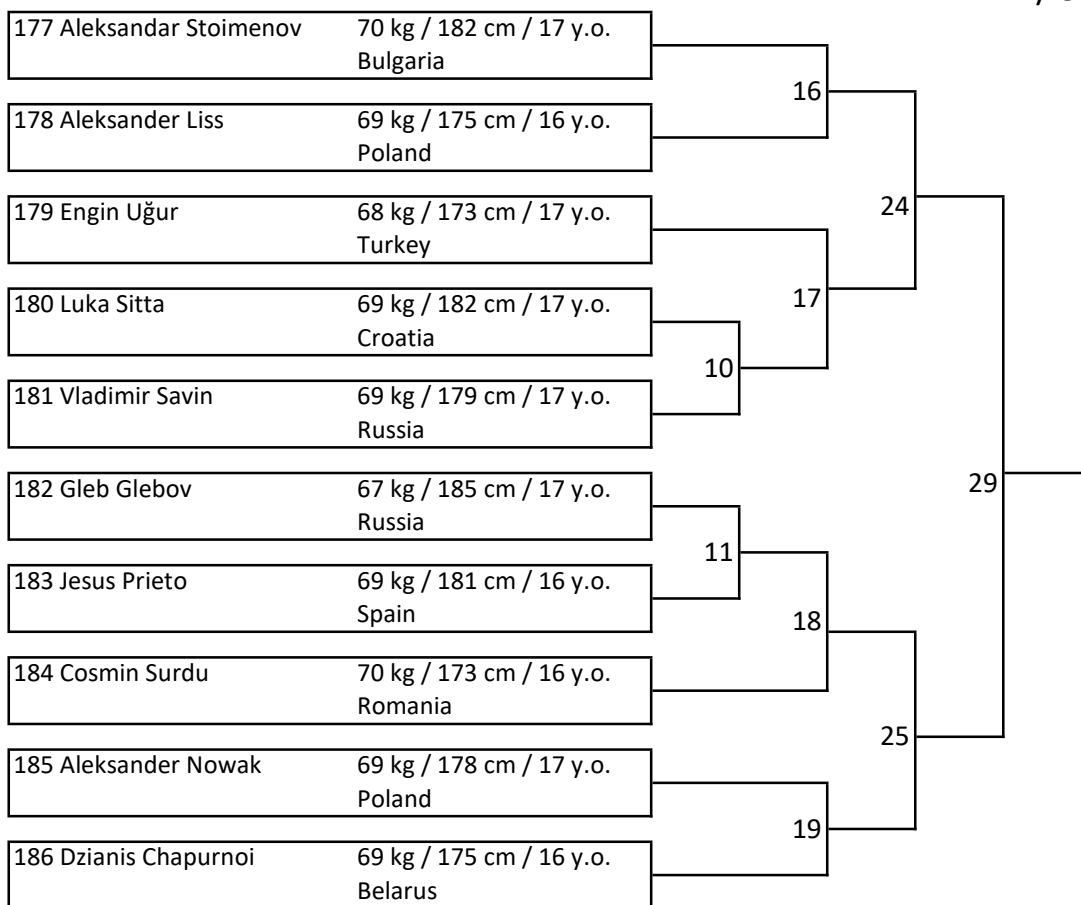 177 Aleksandar Stoimenov 70 kg / 182 cm / 17 y.o.
Bulgaria
16
178 Aleksander Liss 69 kg / 175 cm / 16 y.o.
Poland
179 Engin Uğur 68 kg / 173 cm / 17 y.o.
24
Turkey
180 Luka Sitta 69 kg / 182 cm / 17 y.o.
17
Croatia
10
181 Vladimir Savin 69 kg / 179 cm / 17 y.o.
Russia
182 Gleb Glebov 67 kg / 185 cm / 17 y.o.
29
Russia
11
183 Jesus Prieto 69 kg / 181 cm / 16 y.o.
Spain
18
184 Cosmin Surdu 70 kg / 173 cm / 16 y.o.
Romania
25
185 Aleksander Nowak 69 kg / 178 cm / 17 y.o.
Poland
19
186 Dzianis Chapurnoi 69 kg / 175 cm / 16 y.o.
Belarus